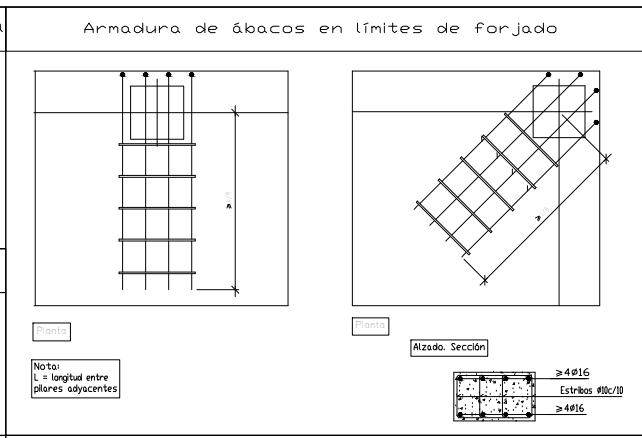 Armadura de ábacos en límites de forjado
Planta
Planta
Alzado. Sección
Nota:
L = longitud entre
pilares adyacentes
≥4Ø16
Estribos Ø10c/10
≥4Ø16